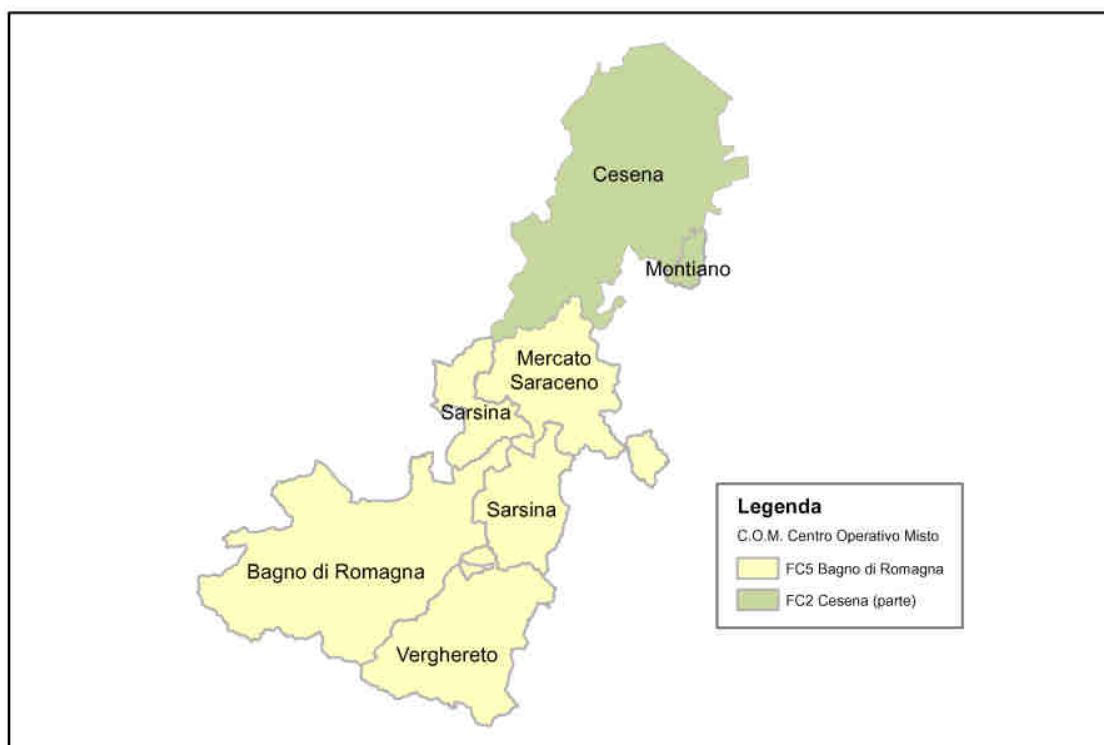 Cesena
Montiano
Mercato
Saraceno
Sarsina
Sarsina
Bagno di Romagna
Verghereto
Legenda
C.O.M. Centro Operativo Misto
FC5 Bagno di Romagna
FC2 Cesena (parte)